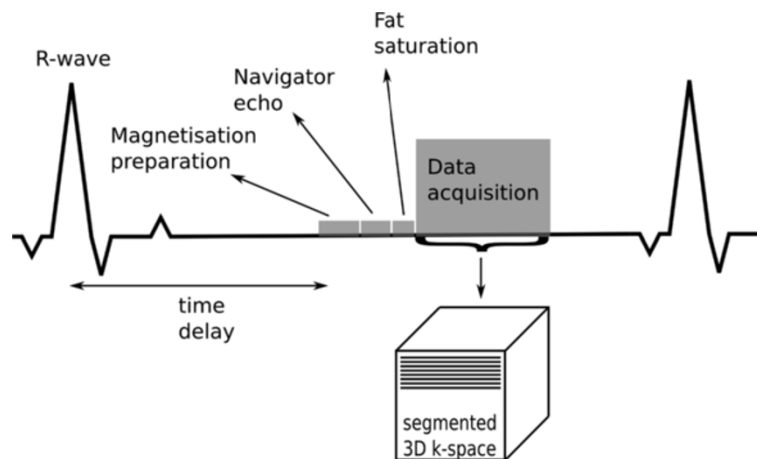 Fat
saturation
R-wave
Navigator
echo
Magnetisation
preparation
Data
acquisition
time
delay
segmented
3D k-space